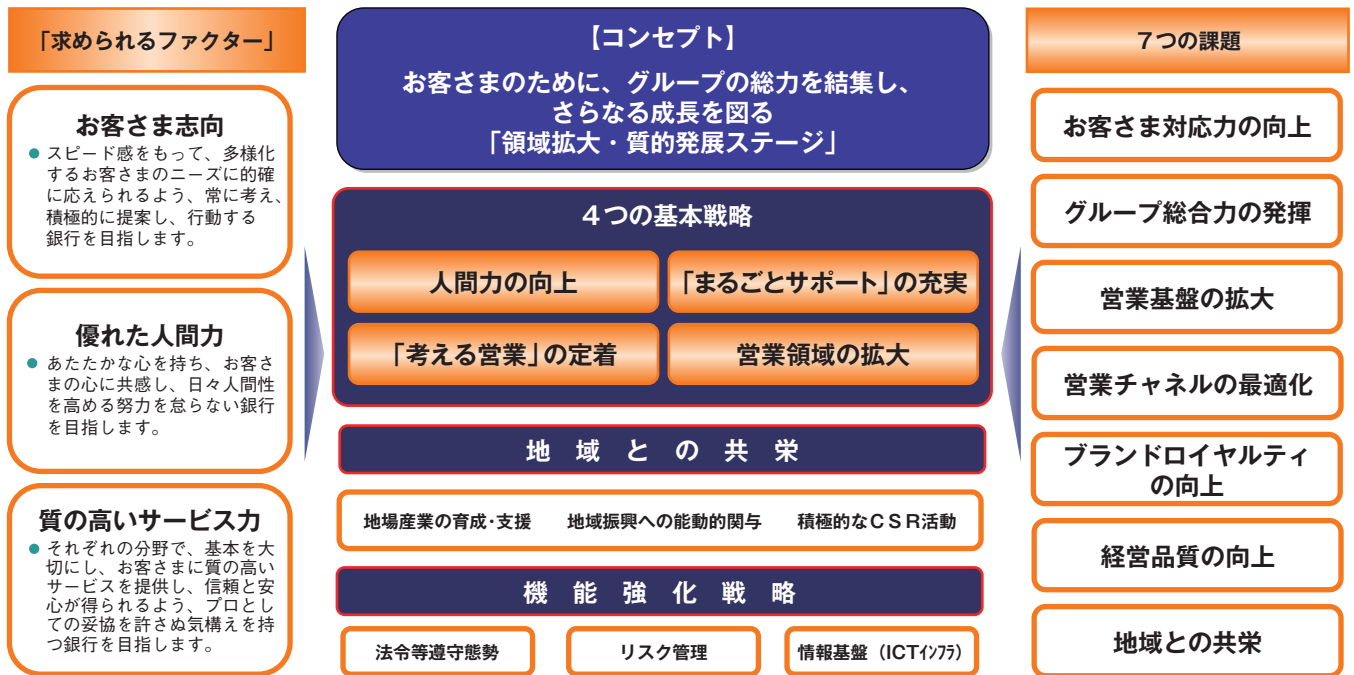 「求められるファクター」
お客さま志向
● スピード感をもって、多様化
するお客さまのニーズに的確
に応えられるよう、常に考え、
積極的に提案し、行動する
銀行を目指します。
優れた人間力
● あたたかな心を持ち、お客さ
まの心に共感し、日々人間性
を高める努力を怠らない銀行
を目指します。
質の高いサービス力
● それぞれの分野で、基本を大
切にし、お客さまに質の高い
サービスを提供し、信頼と安
心が得られるよう、プロとし
ての妥協を許さぬ気構えを持
つ銀行を目指します。
【コンセプト】
お客さまのために、グループの総力を結集し、
さらなる成長を図る
「領域拡大・質的発展ステージ」
4つの基本戦略
人間力の向上
「まるごとサポート」の充実
「考える営業」の定着
営業領域の拡大
地域との共栄
地場産業の育成・支援 地域振興への能動的関与 積極的なCSR活動
機能強化戦略
法令等遵守態勢
リスク管理
情報基盤（ICTインフラ）
7つの課題
お客さま対応力の向上
グループ総合力の発揮
営業基盤の拡大
営業チャネルの最適化
ブランドロイヤルティ
の向上
経営品質の向上
地域との共栄